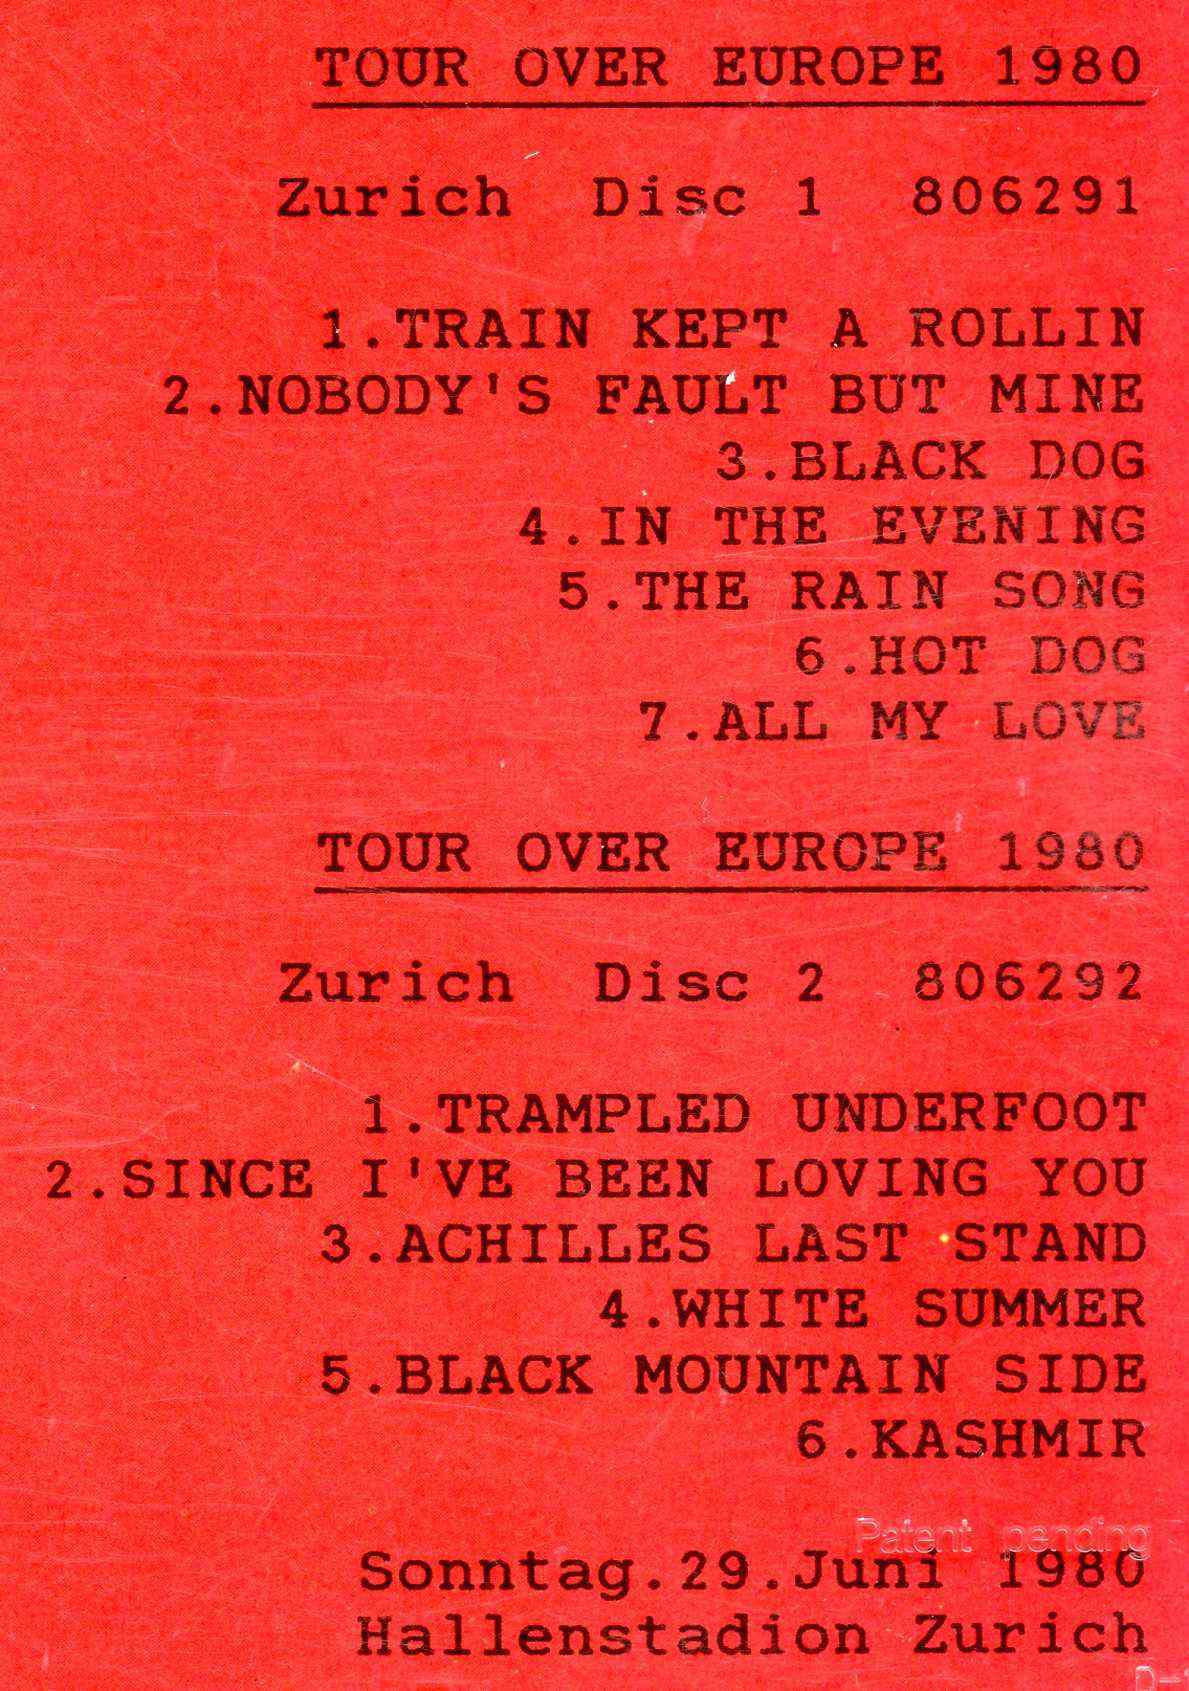 TOUR OVER EUROPE 1980
Zurich Disc 1 806291
1.TRAIN KEPT A ROLLIN
2.NOBODY'S FAULT BUT MINE
3.BLACK DOG
4.IN THE EVENING
5.THE RAIN SONG
6.HOT DOG
7.ALL MY LOVE
TOUR OVER EUROPE 1980
Zurich Disc 2 806292
1.TRAMPLED UNDERFOOT
2.SINCE I'VE BEEN LOVING YOU
3.ACHILLES LAST STAND
4.WHITE SUMMER
5.BLACK MOUNTAIN SIDE
6.KASHMIR
Patent pending
Sonntag.29.Juni 1980
Hallenstadion Zurich